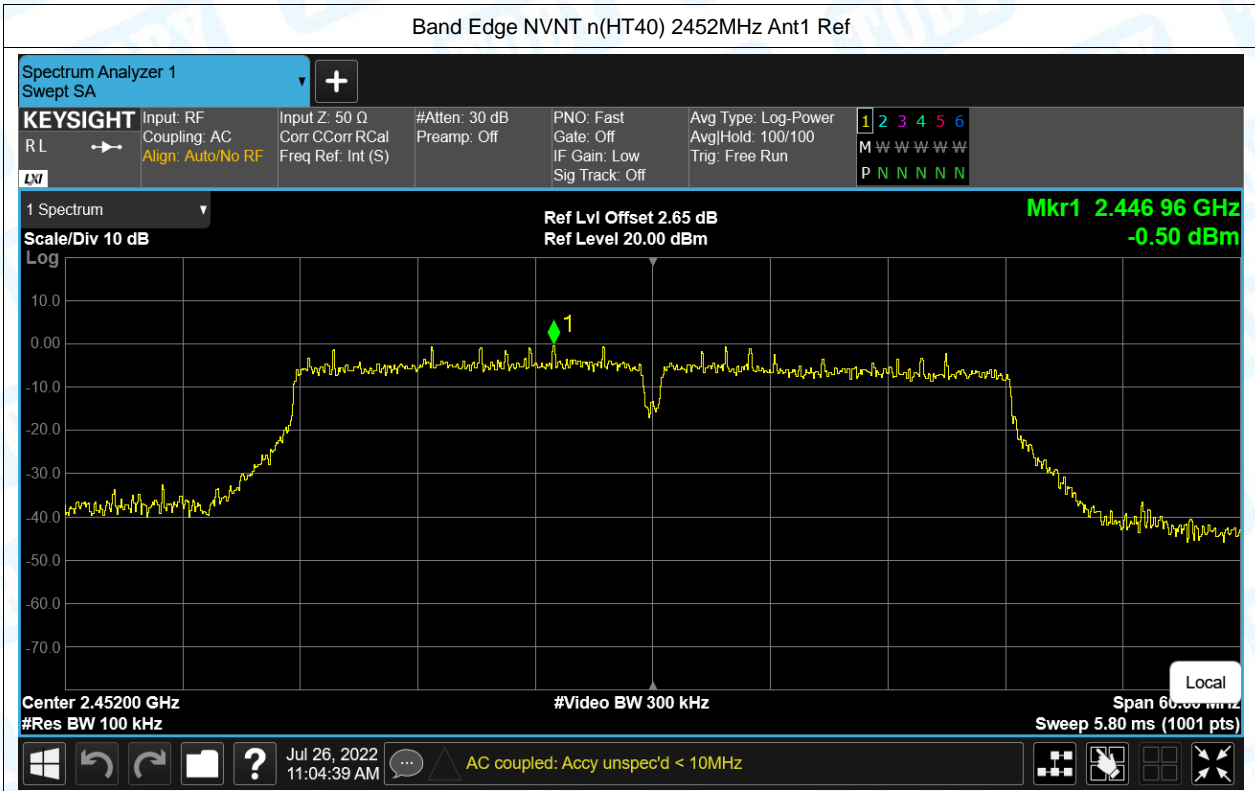 Band Edge NVNT n(HT40) 2452MHz Ant1 Ref
Spectrum Analyzer 1
Swept SA
KEYSIGHT
RL
LXI
Input: RF
Coupling: AC
Align: Auto/No RF
Input Z: 50 Ω
Corr CCorr RCal
Freq Ref: Int (S)
#Atten: 30 dB
Preamp: Off
PNO: Fast
Gate: Off
IF Gain: Low
Sig Track: Off
Avg Type: Log-Power
Avg|Hold: 100/100
Trig: Free Run
1 2 3 4 5 6
M W W W W W
P N N N N N
1 Spectrum
Scale/Div 10 dB
Ref Lvl Offset 2.65 dB
Ref Level 20.00 dBm
Mkr1 2.446 96 GHz
-0.50 dBm
Log
10.0
0.00
-10.0
-20.0
-30.0
-40.0
-50.0
-60.0
-70.0
1
Local
Center 2.45200 GHz
#Video BW 300 kHz
Span 60.00 MHz
#Res BW 100 kHz
Sweep 5.80 ms (1001 pts)
?
Jul 26, 2022
11:04:39 AM
AC coupled: Accy unspec'd < 10MHz